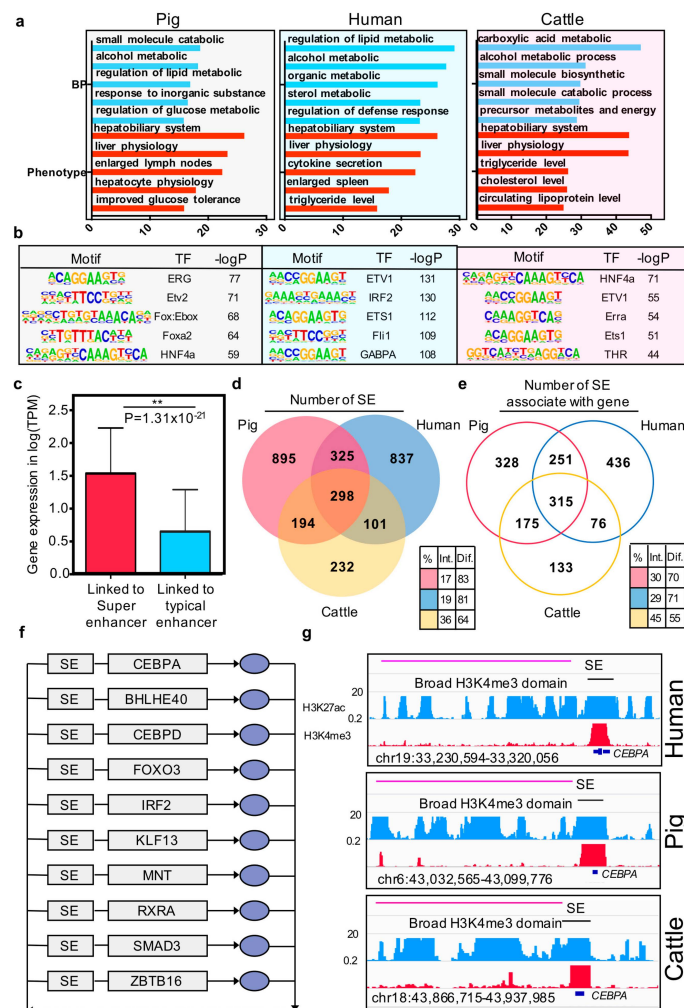 a
Pig
Human
Cattle
BP
Phenotype
small molecule catabolic
alcohol metabolic
regulation of lipid metabolic
response to inorganic substance
regulation of glucose metabolic
hepatobiliary system
liver physiology
enlarged lymph nodes
hepatocyte physiology
improved glucose tolerance
0 10 20 30
regulation of lipid metabolic
alcohol metabolic
organic metabolic
sterol metabolic
regulation of defense response
hepatobiliary system
liver physiology
cytokine secretion
enlarged spleen
triglyceride level
0 10 20 30
carboxylic acid metabolic
alcohol metabolic process
small molecule biosynthetic
small molecule catabolic process
precursor metabolites and energy
hepatobiliary system
liver physiology
triglyceride level
cholesterol level
circulating lipoprotein level
0 10 20 30 40 50
b
Motif TF -logP
ERG 77
Etv2 71
Fox:Ebox 68
Foxa2 64
HNF4a 59
Motif TF -logP
ETV1 131
IRF2 130
ETS1 112
Fli1 109
GABPA 108
Motif TF -logP
HNF4a 71
ETV1 55
Erra 54
Ets1 51
THR 44
c
Gene expression in log(TPM)
2.5
2.0
1.5
1.0
0.5
0.0
**
P=1.31x10-21
Linked to
Super
enhancer
Linked to
typical
enhancer
d
Number of SE
Pig
Human
895 325 837
298
194 101
232
Cattle
% Int. Dif.
17 83
19 81
36 64
e
Number of SE
associate with gene
Pig
Human
328 251 436
315
175 76
133
Cattle
% Int. Dif.
30 70
29 71
45 55
f
SE CEBPA
SE BHLHE40
SE CEBPD
SE FOXO3
SE IRF2
SE KLF13
SE MNT
SE RXRA
SE SMAD3
SE ZBTB16
g
H3K27ac
H3K4me3
SE
Broad H3K4me3 domain
20
0.2
CEBPA
chr19:33,230,594-33,320,056
Human
SE
Broad H3K4me3 domain
20
0.2
CEBPA
chr6:43,032,565-43,099,776
Pig
SE
Broad H3K4me3 domain
20
0.2
CEBPA
chr18:43,866,715-43,937,985
Cattle